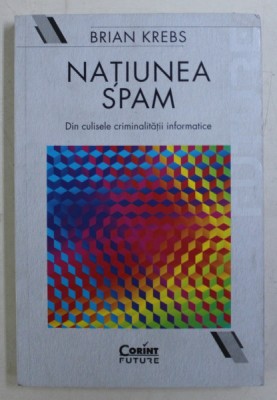 BRIAN KREBS
NAȚIUNEA
SPAM
Din culisele criminalității informatice
CORINT
FUTURE